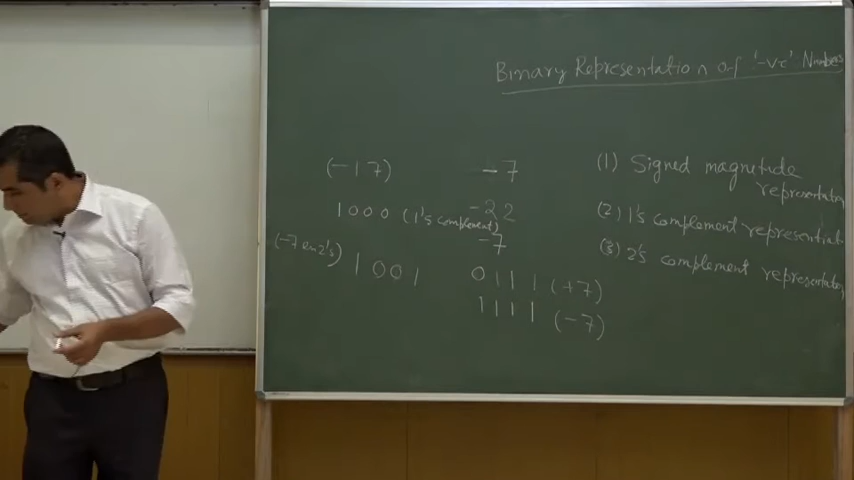 Binary Representation of '-ve' Numbers
(-17)
1000 (1's complement)
(-7 in 2's)
1001
-7
-22
-7
0111 (+7)
1111 (-7)
(1) Signed magnitude
representation
(2) 1's complement representation
(3) 2's complement representation